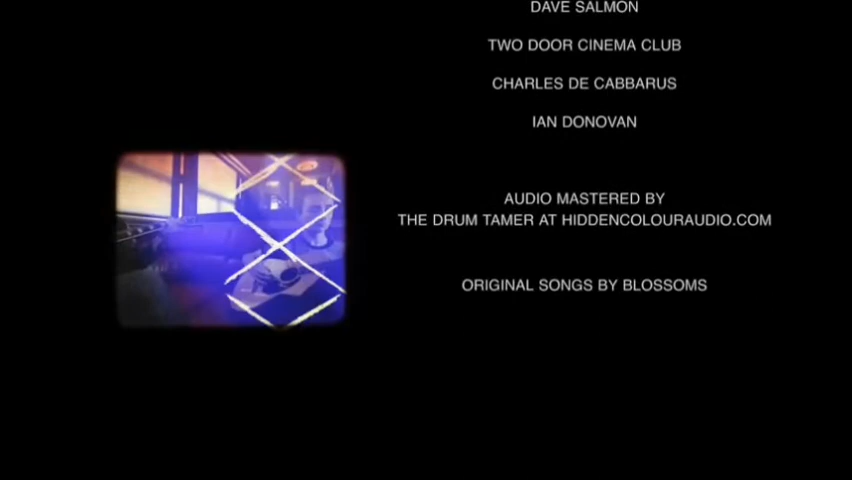 DAVE SALMON
TWO DOOR CINEMA CLUB
CHARLES DE CABBARUS
IAN DONOVAN
AUDIO MASTERED BY
THE DRUM TAMER AT HIDDENCOLOURAUDIO.COM
ORIGINAL SONGS BY BLOSSOMS